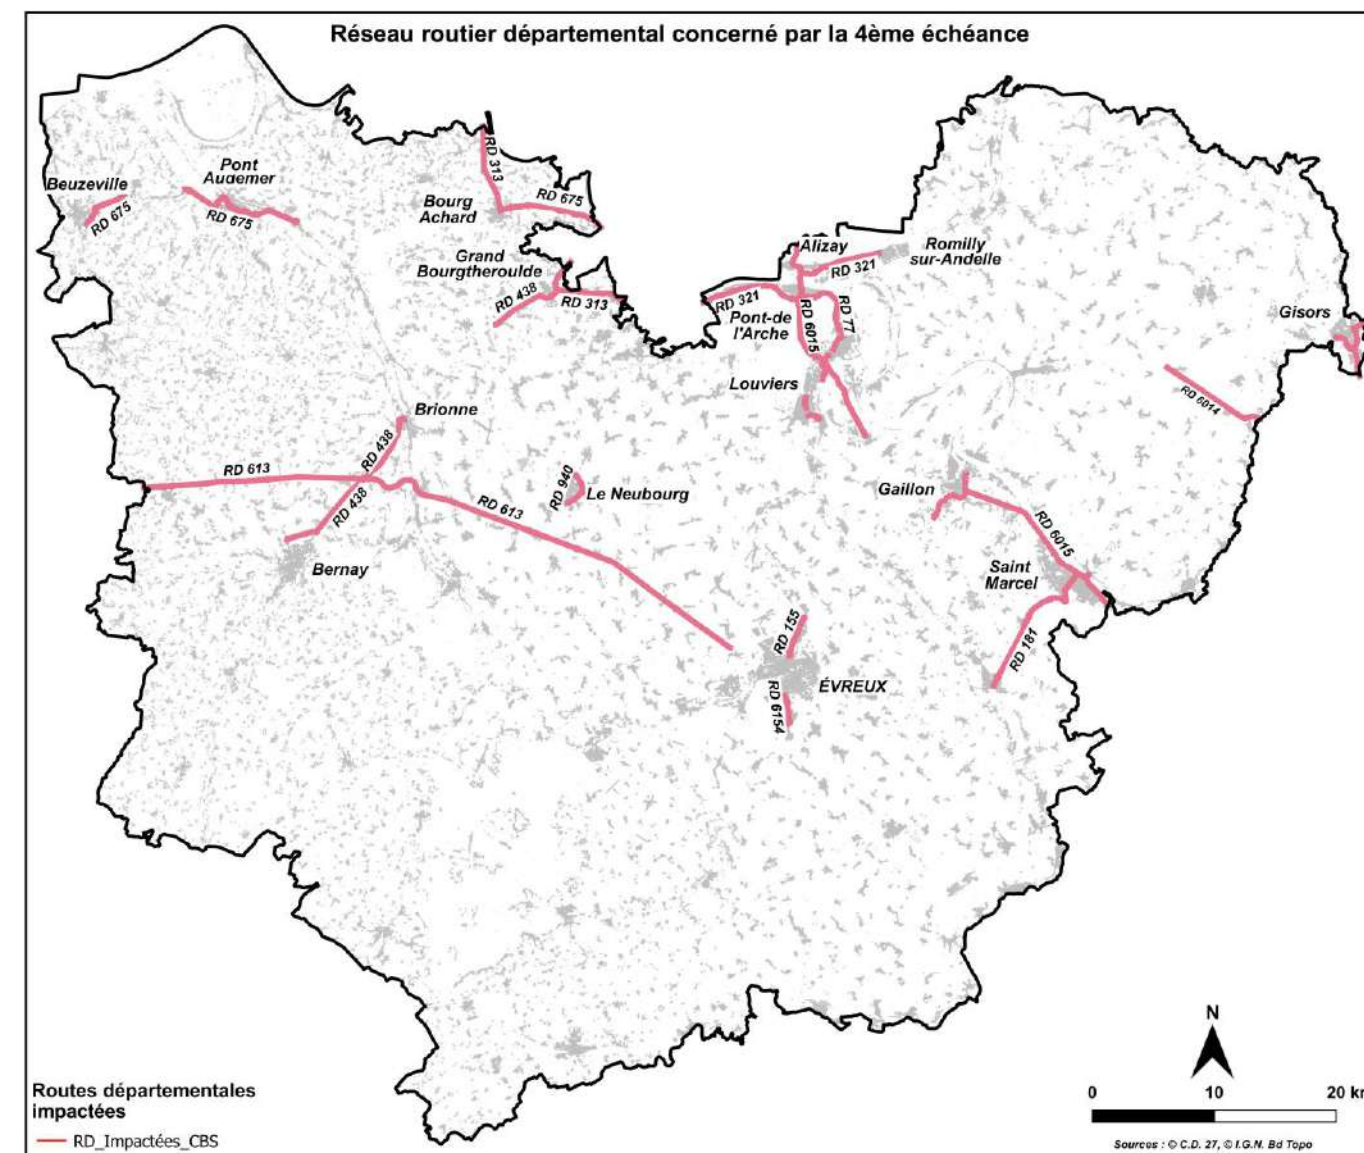 Réseau routier départemental concerné par la 4ème échéance
RD 313
Pont
Audemer
Beuzeville
RD 675
RD 675
Bourg
Achard
RD 675
Grand
Bourgtheroulde
RD 438
RD 313
Alizay
Romilly
sur-Andelle
RD 321
RD 321
Pont-de
l'Arche
RD 6015
RD 77
Gisors
Louviers
RD 6014
Brionne
RD 438
RD 613
RD 438
RD 940
Le Neubourg
RD 613
Gaillon
RD 6015
Bernay
Saint
Marcel
RD 155
RD 181
ÉVREUX
RD 6154
N
Routes départementales
impactées
RD_Impactées_CBS
0 10 20 km
Sources : © C.D. 27, © I.G.N. Bd Topo